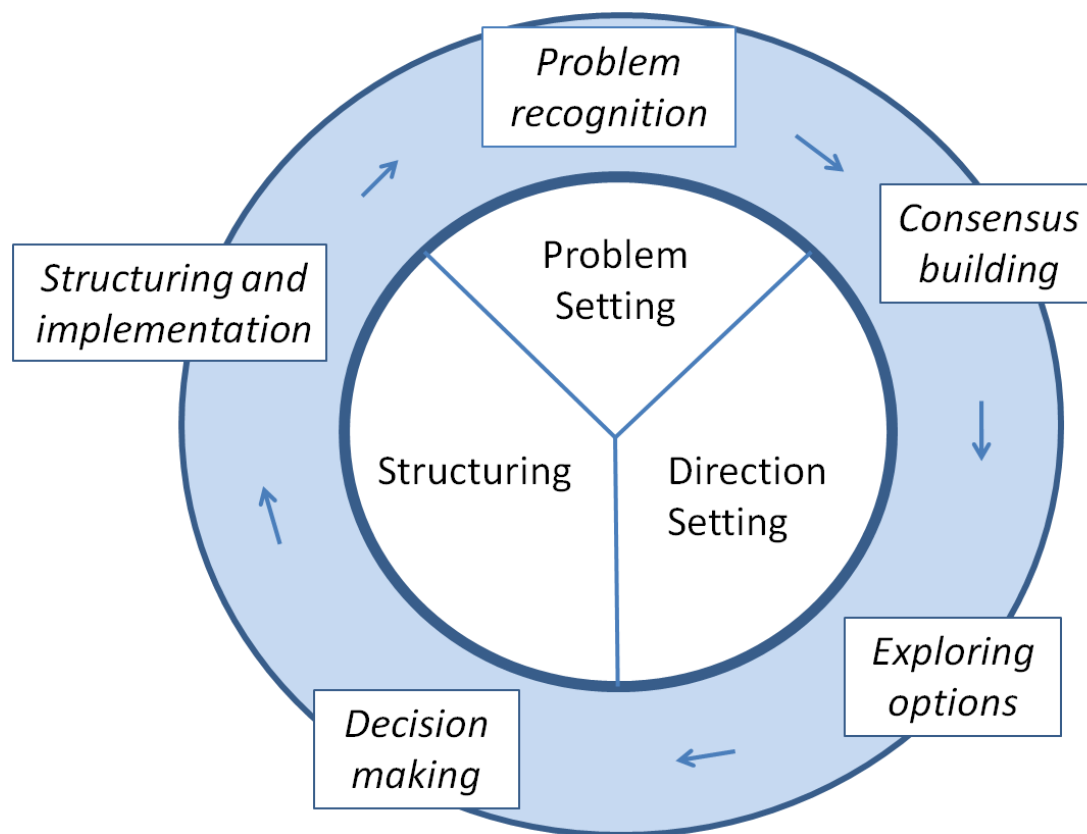 Problem
recognition
Consensus
building
Exploring
options
Decision
making
Structuring and
implementation
Problem
Setting
Direction
Setting
Structuring